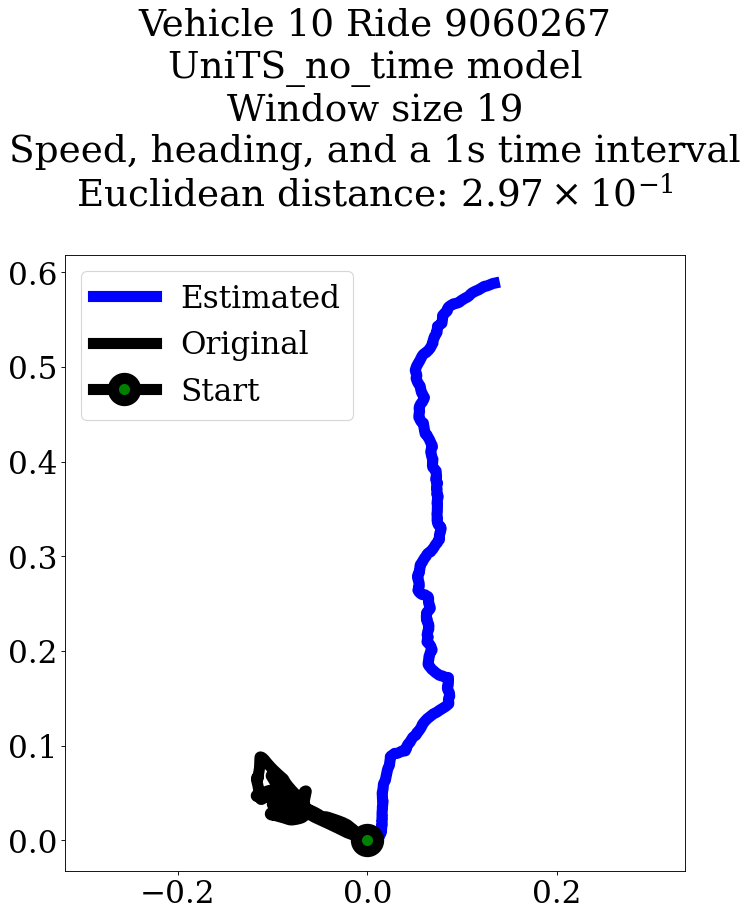 Vehicle 10 Ride 9060267
UniTS_no_time model
Window size 19
Speed, heading, and a 1s time interval
Euclidean distance: 2.97 × 10⁻¹
Estimated
Original
Start
0.6
0.5
0.4
0.3
0.2
0.1
0.0
−0.2 0.0 0.2